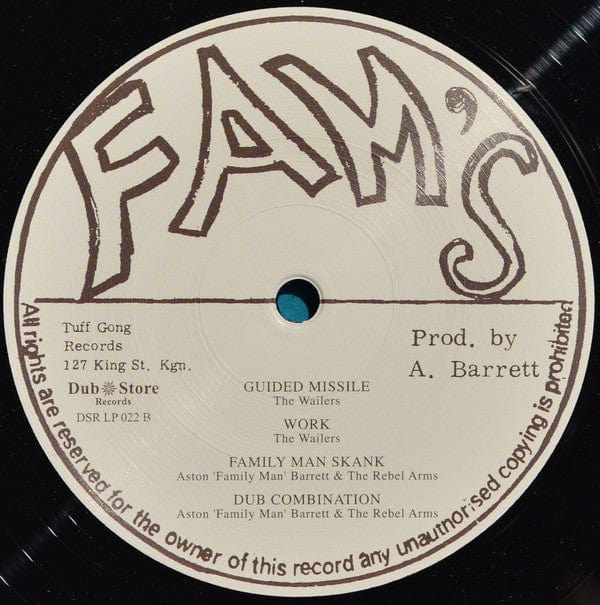 FAM'S
Tuff Gong
Records
127 King St. Kgn.
Dub Store
Records
DSR LP 022 B
Prod. by
A. Barrett
GUIDED MISSILE
The Wailers
WORK
The Wailers
FAMILY MAN SKANK
Aston 'Family Man' Barrett & The Rebel Arms
DUB COMBINATION
Aston 'Family Man' Barrett & The Rebel Arms
All rights are reserved for the owner of this record any unauthorised copying is prohibited